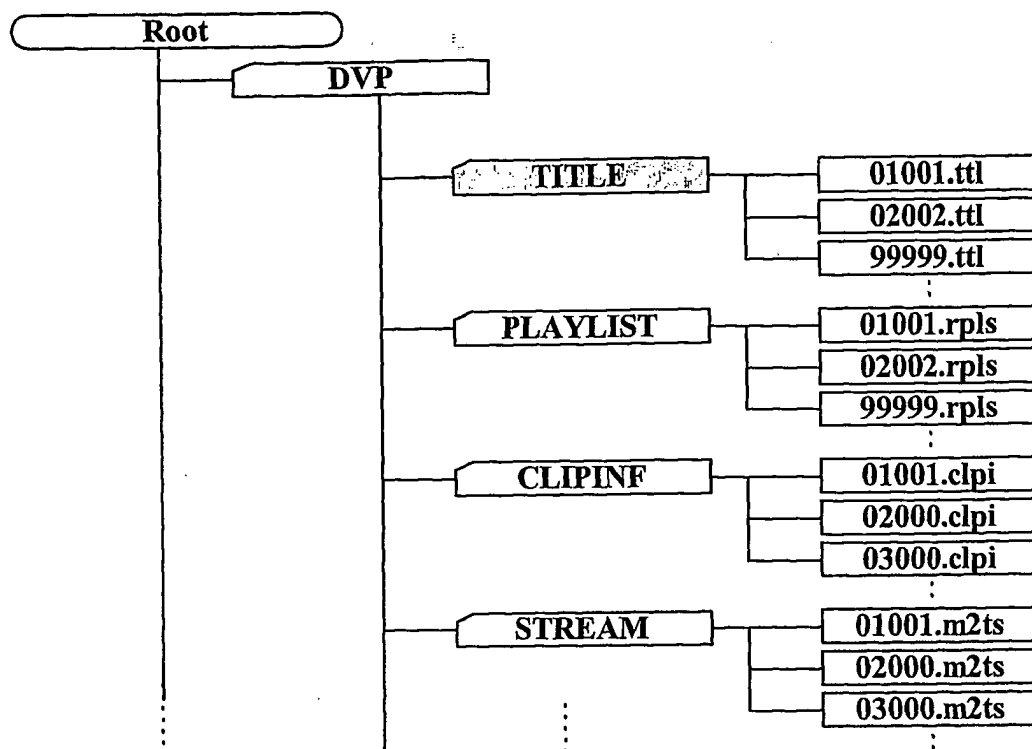 Root
DVP
TITLE
01001.ttl
02002.ttl
99999.ttl
PLAYLIST
01001.rpls
02002.rpls
99999.rpls
CLIPINF
01001.clpi
02000.clpi
03000.clpi
STREAM
01001.m2ts
02000.m2ts
03000.m2ts